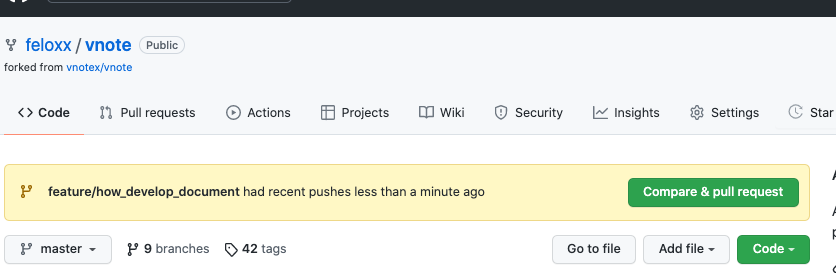 feloxx / vnote Public
forked from vnotex/vnote
Code Pull requests Actions Projects Wiki Security Insights Settings Star
feature/how_develop_document had recent pushes less than a minute ago Compare & pull request
master 9 branches 42 tags Go to file Add file Code